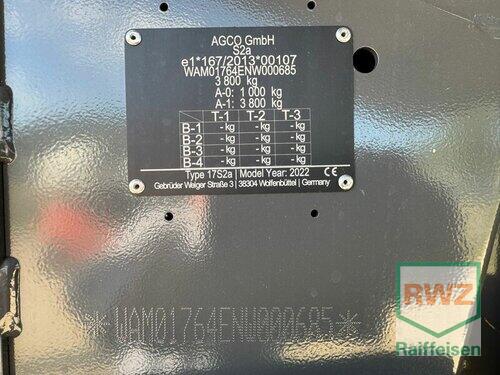 AGCO GmbH
S2a
e1*167/2013*00107
WAM01764ENW000685
3 800 kg
A-0: 1 000 kg
A-1: 3 800 kg
T-1 T-2 T-3
B-1 - kg - kg - kg
B-2 - kg - kg - kg
B-3 - kg - kg - kg
B-4 - kg - kg - kg
Type 17S2a | Model Year: 2022 CE
Gebrüder Welger Straße 3 | 38304 Wolfenbüttel | Germany
*WAM01764ENW000685*
RWZ
Raiffeisen